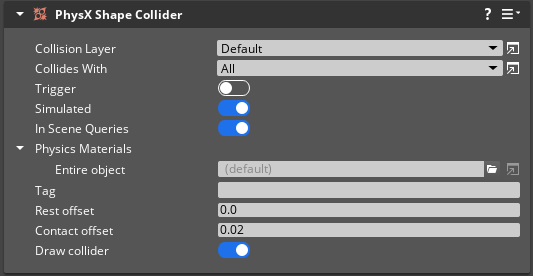 PhysX Shape Collider ?
Collision Layer Default
Collides With All
Trigger
Simulated
In Scene Queries
Physics Materials
Entire object (default)
Tag
Rest offset 0.0
Contact offset 0.02
Draw collider